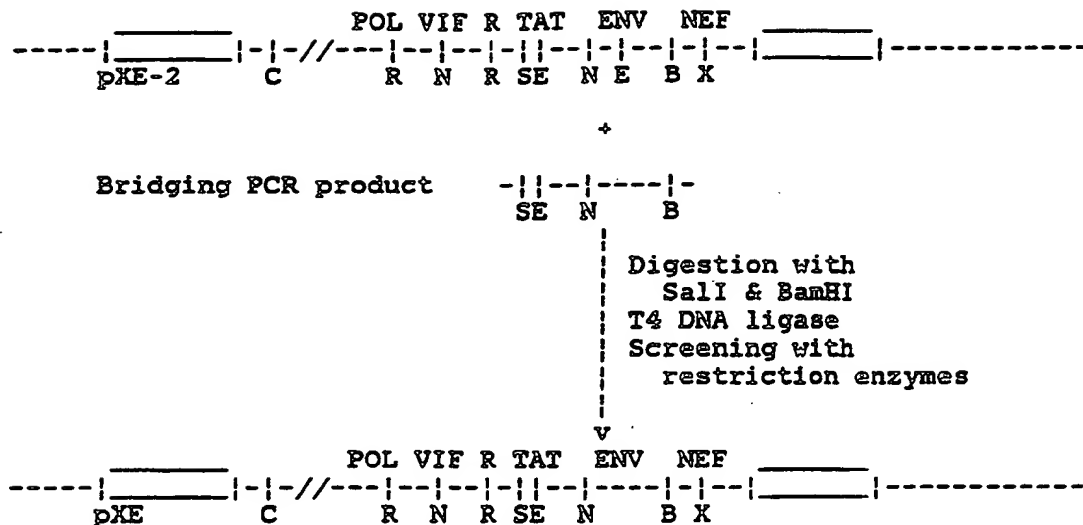 POL VIF R TAT ENV NEF
-----¦ ¦-¦-//---¦--¦--¦-¦¦--¦-¦--¦-¦--¦ ¦--------------
pXE-2 C R N R SE N E B X
+
Bridging PCR product -¦¦--¦----¦-
SE N B
Digestion with
SalI & BamHI
T4 DNA ligase
Screening with
restriction enzymes
v
POL VIF R TAT ENV NEF
-----¦ ¦-¦-//---¦--¦--¦-¦¦--¦----¦-¦--¦ ¦--------------
pXE C R N R SE N B X